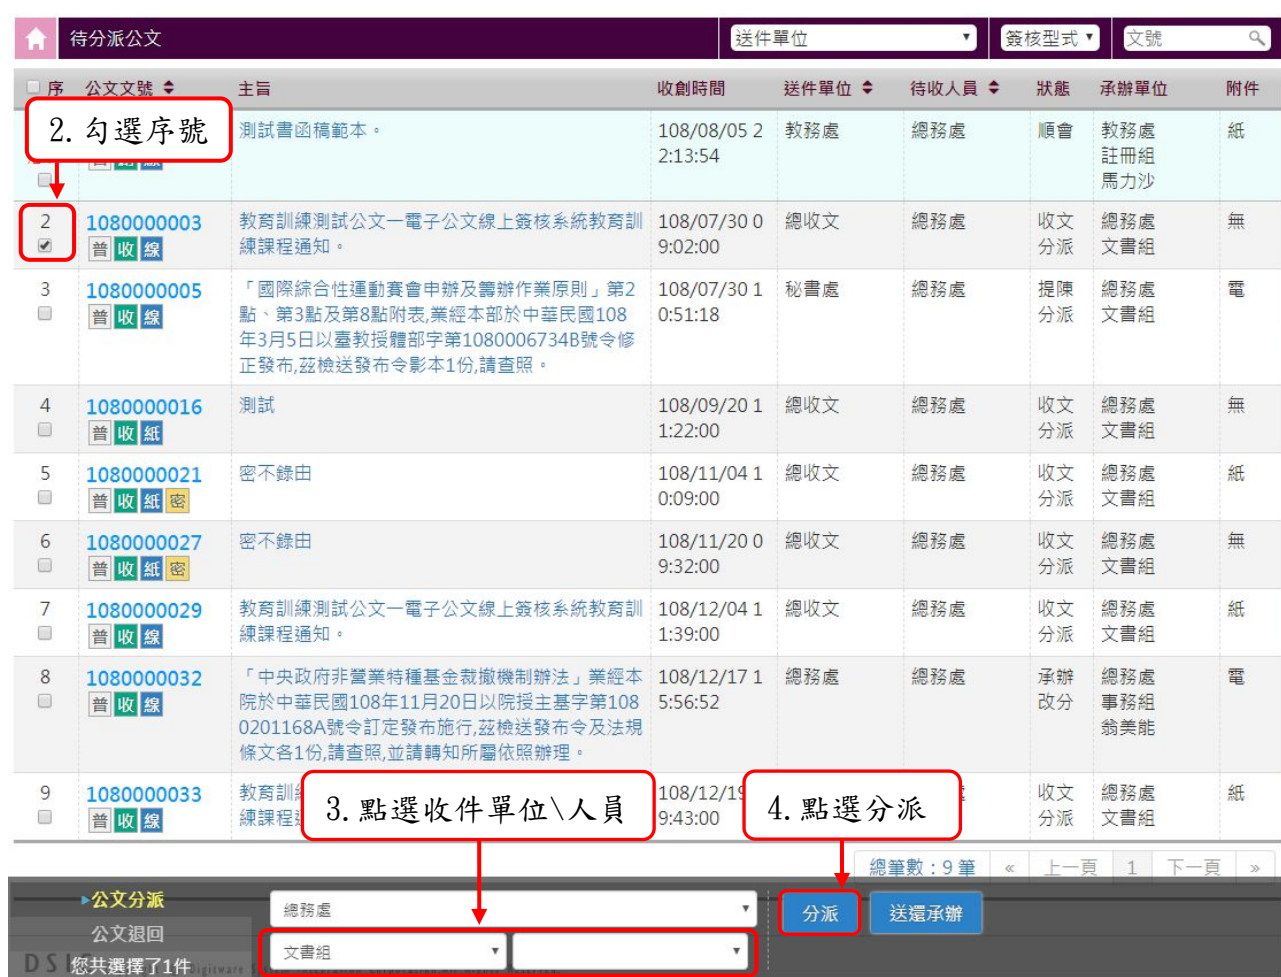 待分派公文 送件單位 簽核型式 文號
序 公文文號 主旨 收創時間 送件單位 待收人員 狀態 承辦單位 附件
2.勾選序號
測試書函稿範本。 108/08/05 2 教務處 總務處 順會 教務處 紙
2:13:54 註冊組
馬力沙
2 1080000003 教育訓練測試公文一電子公文線上簽核系統教育訓 108/07/30 0 總收文 總務處 收文 總務處 無
普 收 線 練課程通知。 9:02:00 分派 文書組
3 1080000005 「國際綜合性運動賽會申辦及籌辦作業原則」第2 108/07/30 1 秘書處 總務處 提陳 總務處 電
普 收 線 點、第3點及第8點附表,業經本部於中華民國108 0:51:18 分派 文書組
年3月5日以臺教授體部字第1080006734B號令修
正發布,茲檢送發布令影本1份,請查照。
4 1080000016 測試 108/09/20 1 總收文 總務處 收文 總務處 無
普 收 紙 1:22:00 分派 文書組
5 1080000021 密不錄由 108/11/04 1 總收文 總務處 收文 總務處 紙
普 收 紙 密 0:09:00 分派 文書組
6 1080000027 密不錄由 108/11/20 0 總收文 總務處 收文 總務處 無
普 收 紙 密 9:32:00 分派 文書組
7 1080000029 教育訓練測試公文一電子公文線上簽核系統教育訓 108/12/04 1 總收文 總務處 收文 總務處 紙
普 收 線 練課程通知。 1:39:00 分派 文書組
8 1080000032 「中央政府非營業特種基金裁撤機制辦法」業經本 108/12/17 1 總務處 總務處 承辦 總務處 電
普 收 線 院於中華民國108年11月20日以院授主基字第108 5:56:52 改分 事務組
0201168A號令訂定發布施行,茲檢送發布令及法規 翁美能
條文各1份,請查照,並請轉知所屬依照辦理。
9 1080000033 教育訓 108/12/19 收文 總務處 紙
普 收 線 練課程 9:43:00 分派 文書組
3.點選收件單位\人員
4.點選分派
總筆數:9 筆 « 上一頁 1 下一頁 »
▸公文分派 總務處 分派 送還承辦
公文退回
文書組
您共選擇了1件